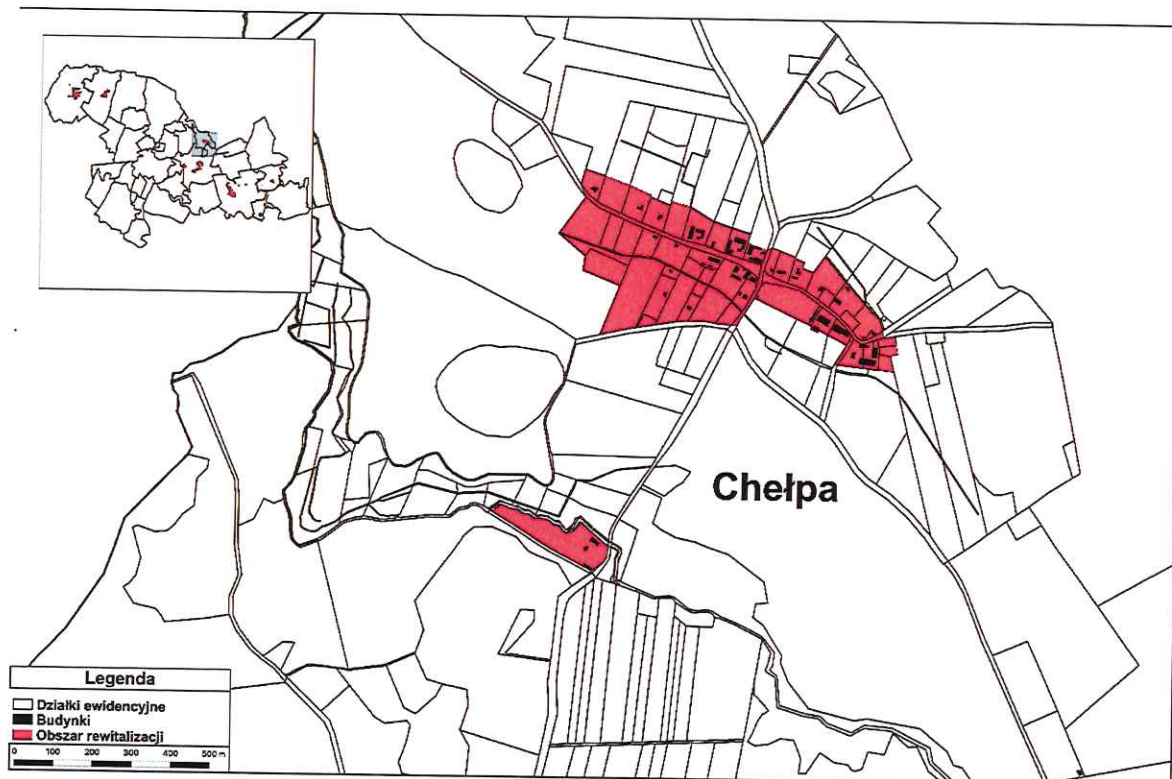 Chełpa
Legenda
Działki ewidencyjne
Budynki
Obszar rewitalizacji
0 100 200 300 400 500 m